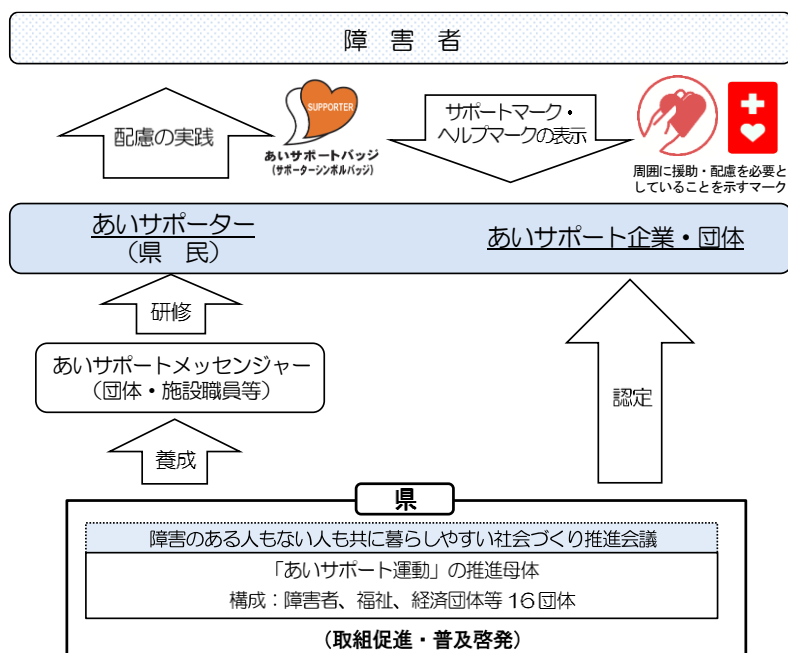 障 害 者
配慮の実践
SUPPORTER
あいサポートバッジ
(サポーターシンボルバッジ)
サポートマーク・
ヘルプマークの表示
周囲に援助・配慮を必要と
していることを示すマーク
あいサポーター
（県 民）
あいサポート企業・団体
研修
あいサポートメッセンジャー
（団体・施設職員等）
認定
養成
県
障害のある人もない人も共に暮らしやすい社会づくり推進会議
「あいサポート運動」の推進母体
構成：障害者、福祉、経済団体等 16 団体
（取組促進・普及啓発）